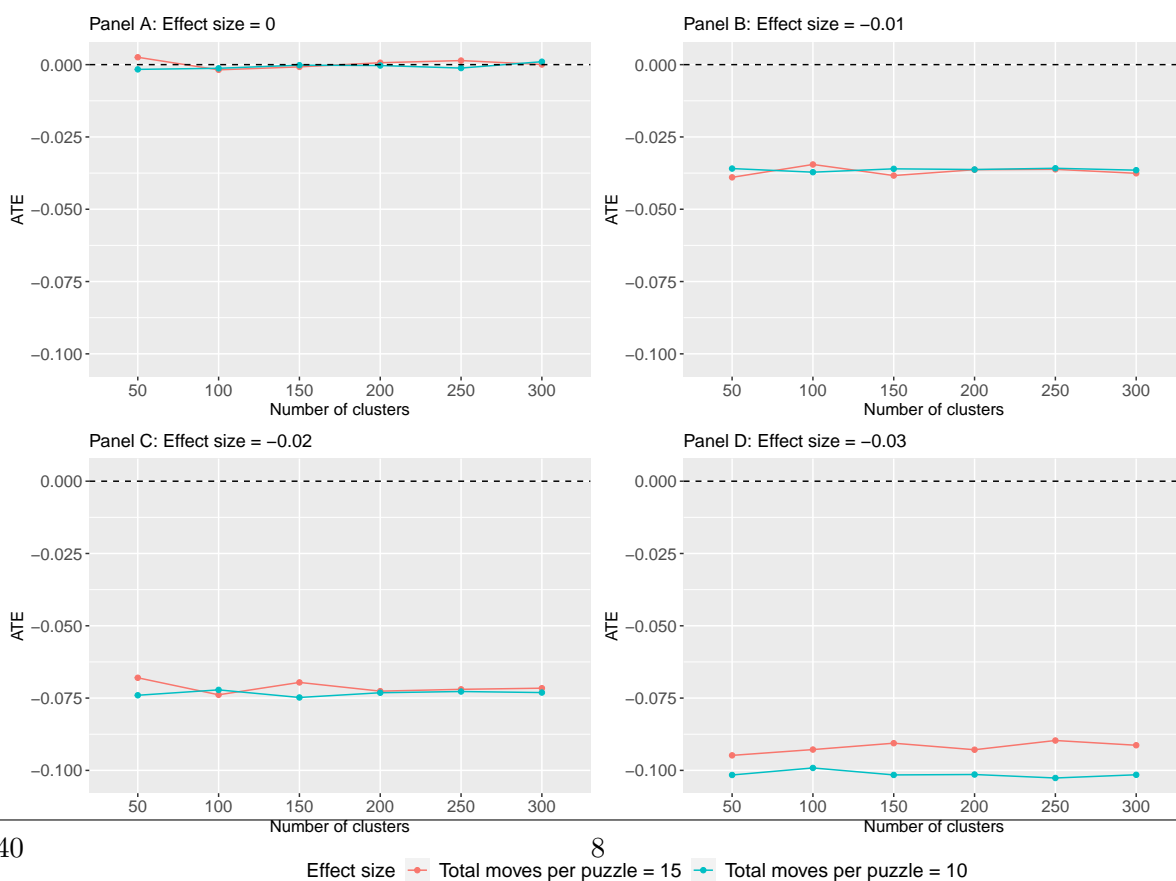 Panel A: Effect size = 0
0.000
−0.025
−0.050
−0.075
−0.100
ATE
50 100 150 200 250 300
Number of clusters
Panel B: Effect size = −0.01
0.000
−0.025
−0.050
−0.075
−0.100
ATE
50 100 150 200 250 300
Number of clusters
Panel C: Effect size = −0.02
0.000
−0.025
−0.050
−0.075
−0.100
ATE
50 100 150 200 250 300
Number of clusters
Panel D: Effect size = −0.03
0.000
−0.025
−0.050
−0.075
−0.100
ATE
50 100 150 200 250 300
Number of clusters
40 8
Effect size Total moves per puzzle = 15 Total moves per puzzle = 10